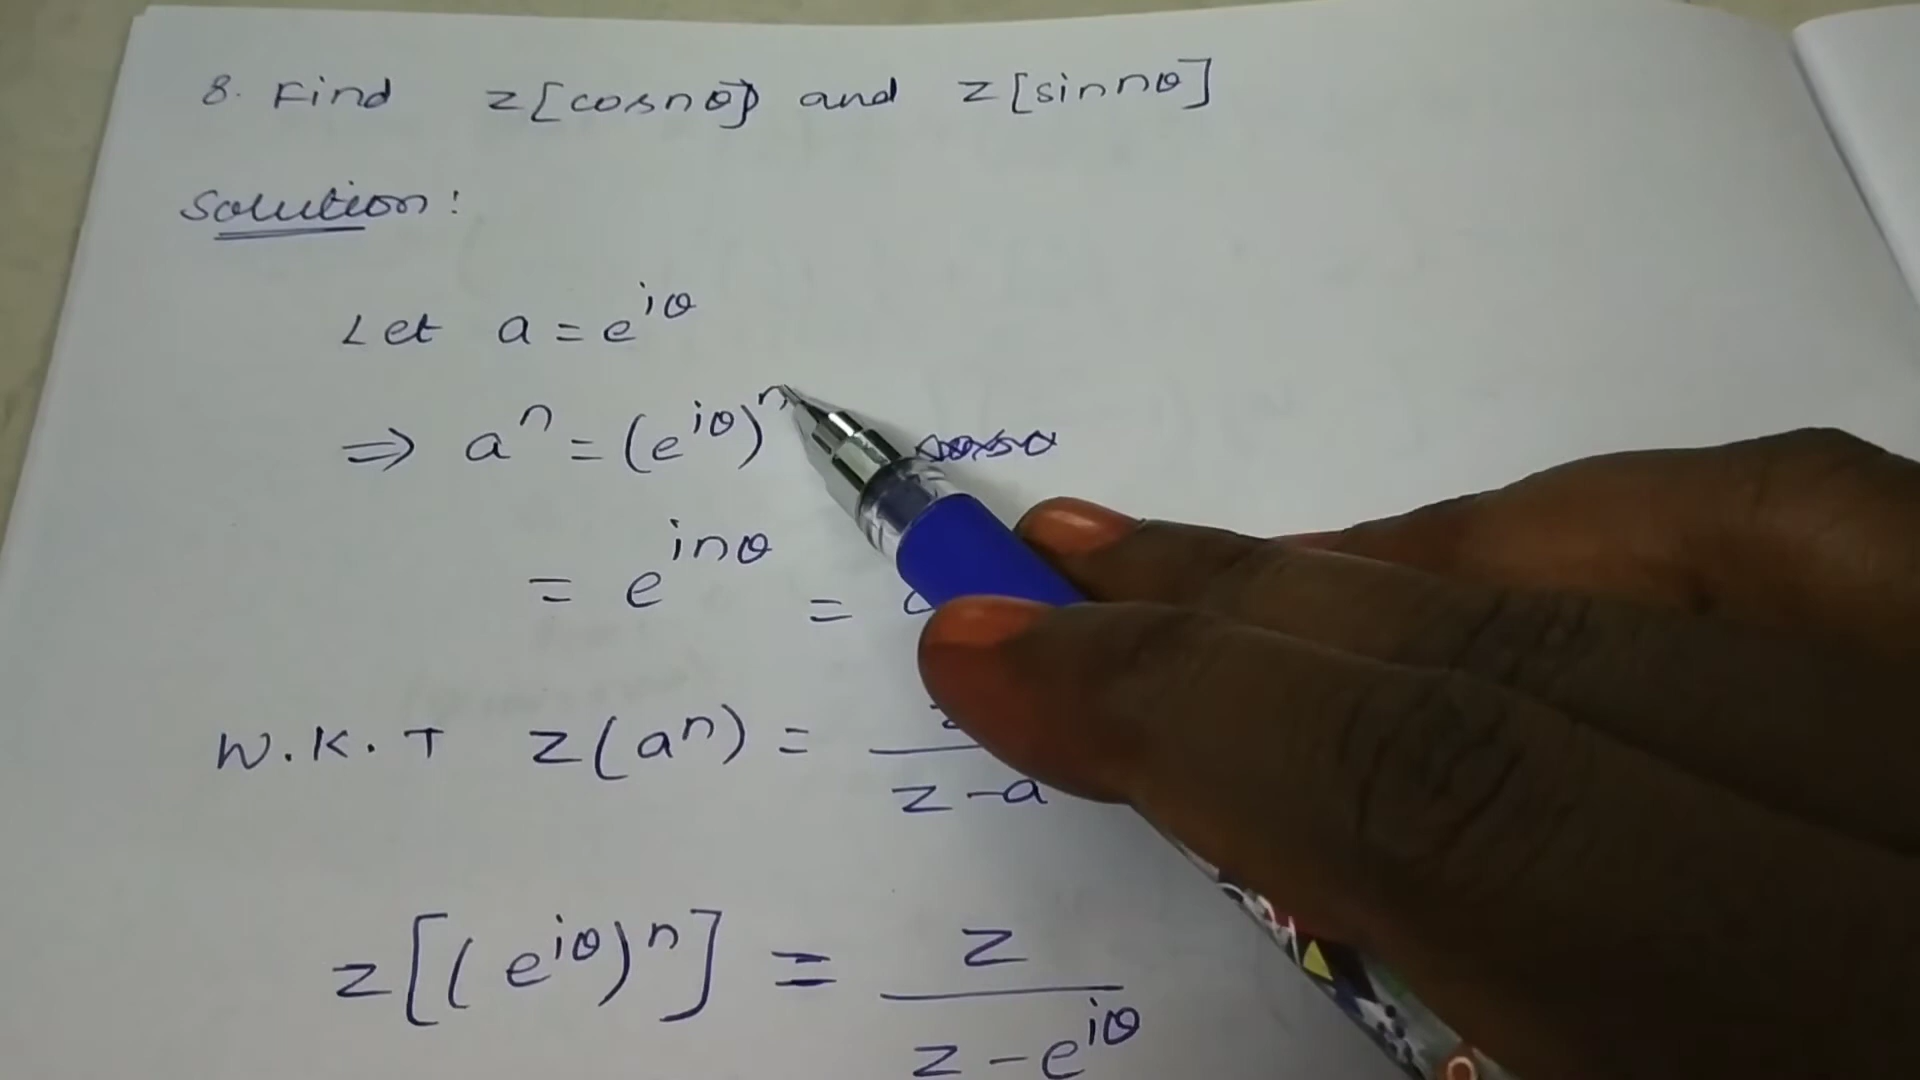 8. Find z[cosnθ] and z[sinnθ]
Solution:
Let a = e^iθ
⇒ a^n = (e^iθ)^n
= e^inθ =
W.K.T z(a^n) = z/z-a
z[(e^iθ)^n] = z/z-e^iθ